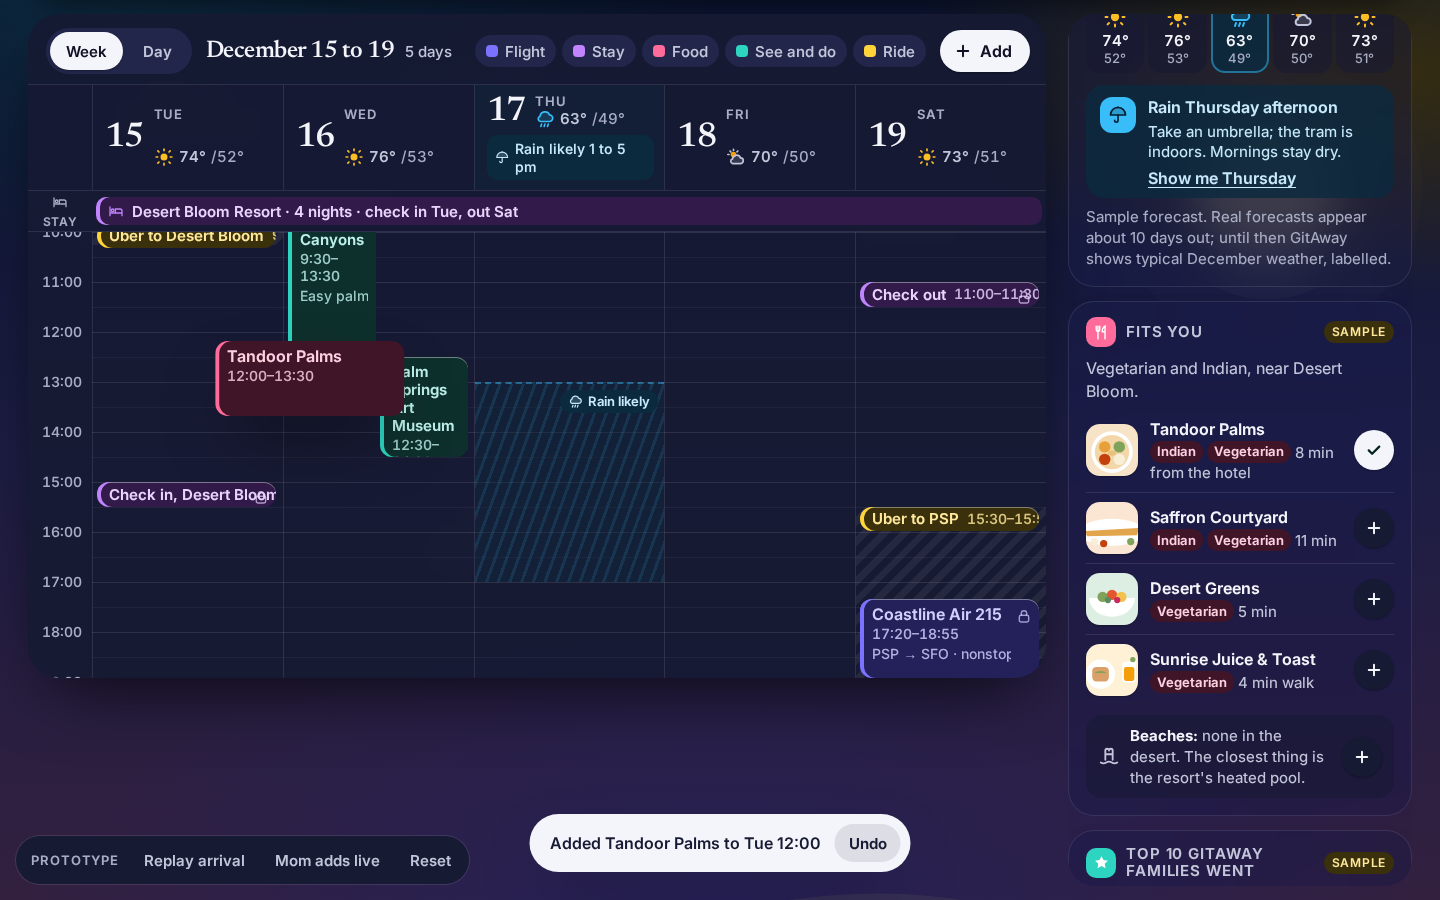 Week
Day
December 15 to 19 5 days
Flight
Stay
Food
See and do
Ride
+ Add
15 TUE
74° /52°
16 WED
76° /53°
17 THU
63° /49°
Rain likely 1 to 5
pm
18 FRI
70° /50°
19 SAT
73° /51°
STAY
Desert Bloom Resort · 4 nights · check in Tue, out Sat
10:00
11:00
12:00
13:00
14:00
15:00
16:00
17:00
18:00
Uber to Desert Bloom
Check in, Desert Bloom
Canyons
9:30–
13:30
Easy palm
Tandoor Palms
12:00–13:30
alm
prings
rt
Museum
12:30–
Rain likely
Check out 11:00–11:30
Uber to PSP 15:30–15:
Coastline Air 215
17:20–18:55
PSP → SFO · nonstop
74° 76° 63° 70° 73°
52° 53° 49° 50° 51°
Rain Thursday afternoon
Take an umbrella; the tram is
indoors. Mornings stay dry.
Show me Thursday
Sample forecast. Real forecasts appear
about 10 days out; until then GitAway
shows typical December weather, labelled.
FITS YOU
SAMPLE
Vegetarian and Indian, near Desert
Bloom.
Tandoor Palms
Indian Vegetarian 8 min
from the hotel
Saffron Courtyard
Indian Vegetarian 11 min
Desert Greens
Vegetarian 5 min
Sunrise Juice & Toast
Vegetarian 4 min walk
Beaches: none in the
desert. The closest thing is
the resort's heated pool.
TOP 10 GITAWAY
FAMILIES WENT
SAMPLE
PROTOTYPE
Replay arrival
Mom adds live
Reset
Added Tandoor Palms to Tue 12:00
Undo